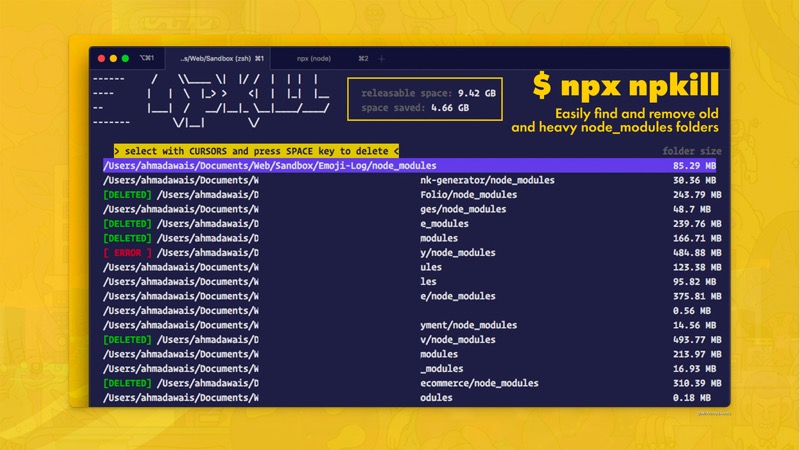 ⌥⌘1
..s/Web/Sandbox (zsh) ⌘1
npx (node) ⌘2 +
releasable space: 9.42 GB
space saved: 4.66 GB
$ npx npkill
Easily find and remove old
and heavy node_modules folders
> select with CURSORS and press SPACE key to delete <
folder size
/Users/ahmadawais/Documents/Web/Sandbox/Emoji-Log/node_modules 85.29 MB
/Users/ahmadawais/Documents/W nk-generator/node_modules 30.36 MB
[DELETED] /Users/ahmadawais/D Folio/node_modules 243.79 MB
/Users/ahmadawais/Documents/W ges/node_modules 48.7 MB
[DELETED] /Users/ahmadawais/D e_modules 239.76 MB
[DELETED] /Users/ahmadawais/D modules 166.71 MB
[ ERROR ] /Users/ahmadawais/D y/node_modules 484.88 MB
/Users/ahmadawais/Documents/W ules 123.38 MB
/Users/ahmadawais/Documents/W les 95.82 MB
/Users/ahmadawais/Documents/W e/node_modules 375.81 MB
/Users/ahmadawais/Documents/W 0.56 MB
/Users/ahmadawais/Documents/W yment/node_modules 14.56 MB
[DELETED] /Users/ahmadawais/D v/node_modules 493.77 MB
/Users/ahmadawais/Documents/W modules 213.97 MB
/Users/ahmadawais/Documents/W _modules 16.93 MB
[DELETED] /Users/ahmadawais/D ecommerce/node_modules 310.39 MB
/Users/ahmadawais/Documents/W odules 0.18 MB